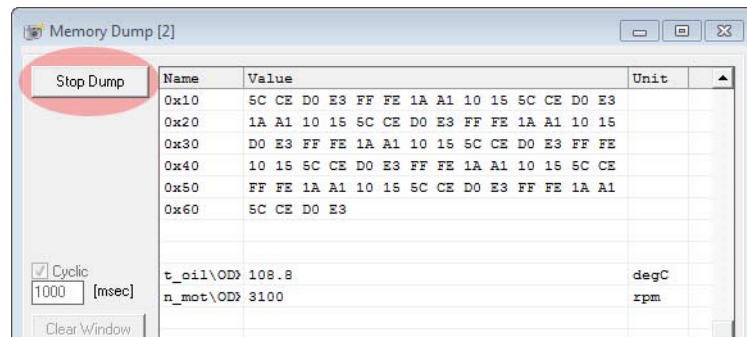 Memory Dump [2]
Stop Dump
Name Value Unit
0x10 5C CE D0 E3 FF FE 1A A1 10 15 5C CE D0 E3
0x20 1A A1 10 15 5C CE D0 E3 FF FE 1A A1 10 15
0x30 D0 E3 FF FE 1A A1 10 15 5C CE D0 E3 FF FE
0x40 10 15 5C CE D0 E3 FF FE 1A A1 10 15 5C CE
0x50 FF FE 1A A1 10 15 5C CE D0 E3 FF FE 1A A1
0x60 5C CE D0 E3
Cyclic
t_oil\OD 108.8 degC
1000 [msec]
n_mot\OD 3100 rpm
Clear Window